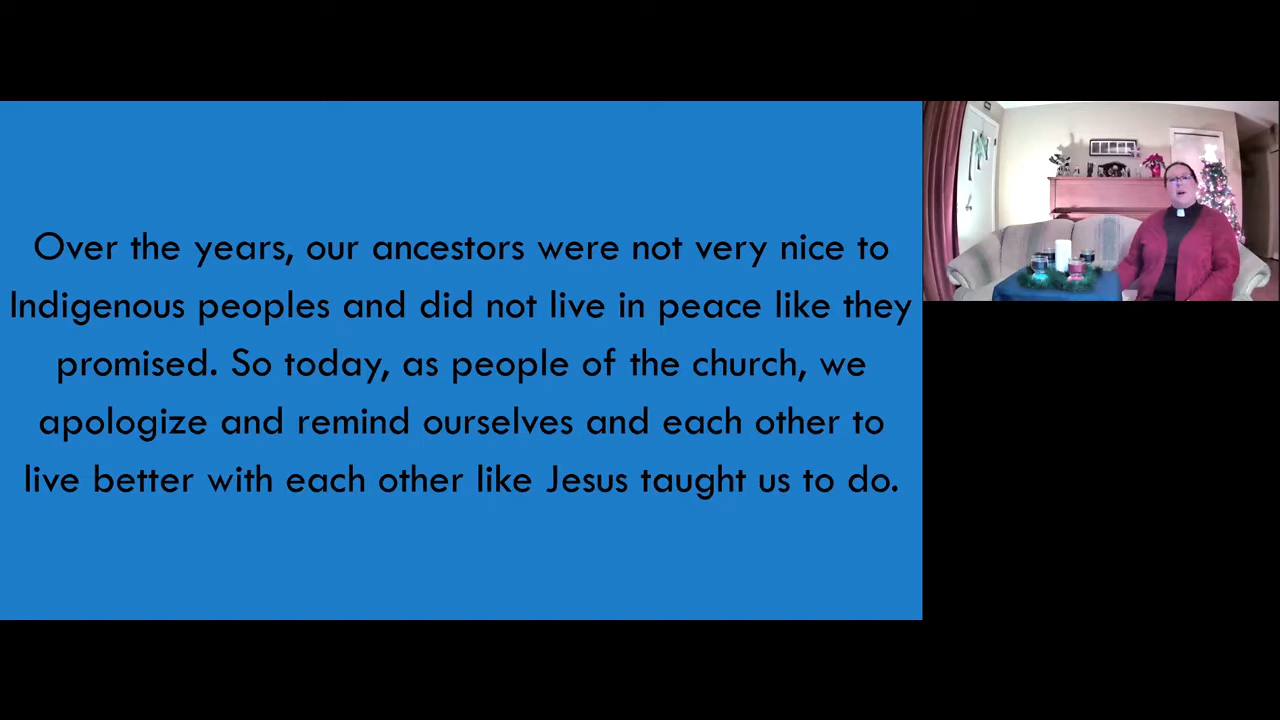 Over the years, our ancestors were not very nice to
Indigenous peoples and did not live in peace like they
promised. So today, as people of the church, we
apologize and remind ourselves and each other to
live better with each other like Jesus taught us to do.